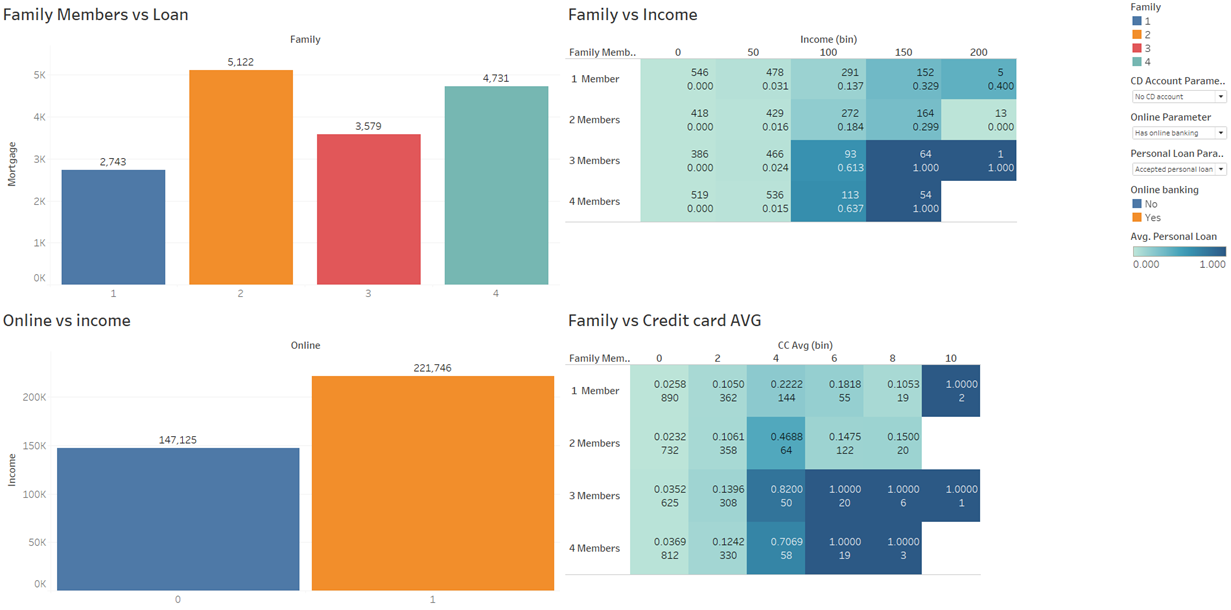 Family Members vs Loan
Family
5K
4K
3K
2K
1K
0K
Mortgage
2,743
5,122
3,579
4,731
1
2
3
4
Family vs Income
Income (bin)
Family Memb.. 0 50 100 150 200
1 Member 546 478 291 152 5
0.000 0.031 0.137 0.329 0.400
2 Members 418 429 272 164 13
0.000 0.016 0.184 0.299 0.000
3 Members 386 466 93 64 1
0.000 0.024 0.613 1.000 1.000
4 Members 519 536 113 54
0.000 0.015 0.637 1.000
Family
1
2
3
4
CD Account Parame..
No CD account
Online Parameter
Has online banking
Personal Loan Para..
Accepted personal loan
Online banking
No
Yes
Avg. Personal Loan
0.000 1.000
Online vs income
Online
200K
150K
100K
50K
0K
Income
147,125
221,746
0
1
Family vs Credit card AVG
CC Avg (bin)
Family Mem.. 0 2 4 6 8 10
1 Member 0.0258 0.1050 0.2222 0.1818 0.1053 1.0000
890 362 144 55 19 2
2 Members 0.0232 0.1061 0.4688 0.1475 0.1500
732 358 64 122 20
3 Members 0.0352 0.1396 0.8200 1.0000 1.0000 1.0000
625 308 50 20 6 1
4 Members 0.0369 0.1242 0.7069 1.0000 1.0000
812 330 58 19 3